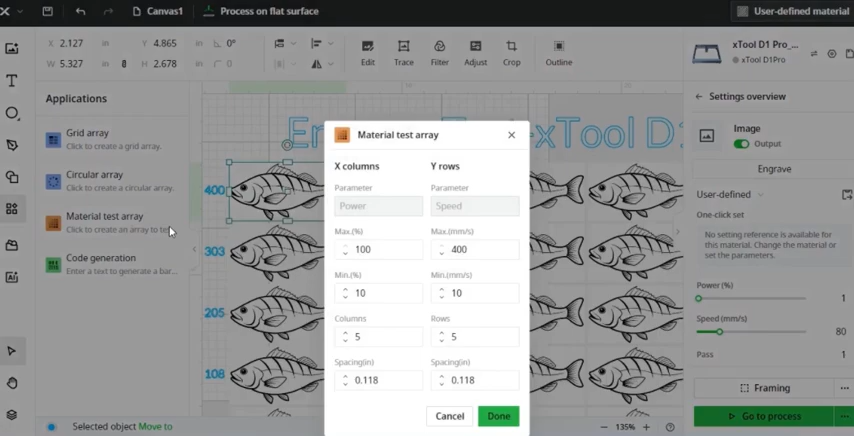 Canvas1
Process on flat surface
User-defined material
X 2.127 in Y 4.865 in 0°
W 5.327 in H 2.678 in 0
Edit Trace Filter Adjust Crop Outline
xTool D1 Pro_...
xTool D1Pro
Applications
Grid array
Click to create a grid array.
Circular array
Click to create a circular array.
Material test array
Click to create an array to
Code generation
Enter a text to generate a bar...
400
303
205
108
xTool D1
Material test array
X columns Y rows
Parameter Parameter
Power Speed
Max.(%) Max.(mm/s)
100 400
Min.(%) Min.(mm/s)
10 10
Columns Rows
5 5
Spacing(in) Spacing(in)
0.118 0.118
Cancel Done
Settings overview
Image
Output
Engrave
User-defined
One-click set
No setting reference is available for
this material. Change the material or
set the parameters.
Power(%)
1
Speed(mm/s)
80
Pass 1
Framing
Go to process
Selected object Move to
135%